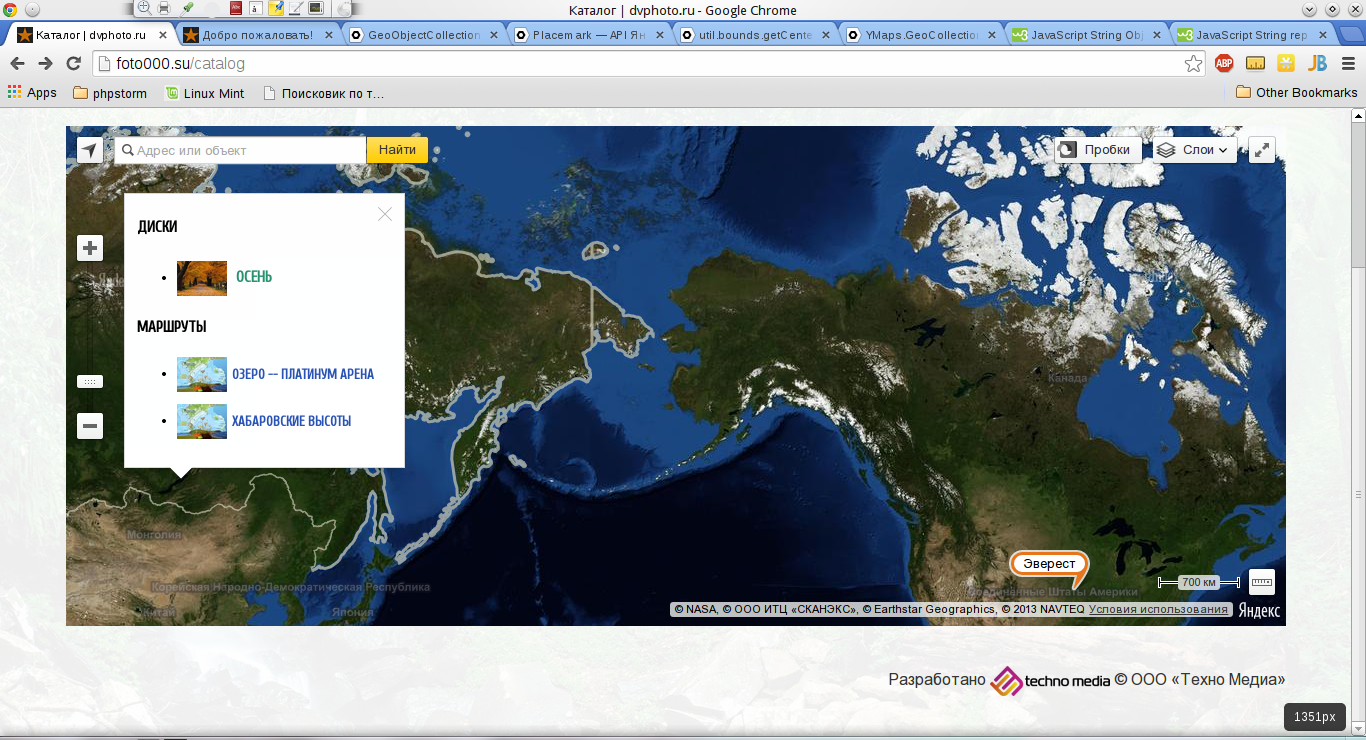 Каталог | dvphoto.ru - Google Chrome
Каталог | dvphoto.ru
Добро пожаловать!
GeoObjectCollection
Placemark — API Ян
util.bounds.getCente
YMaps.GeoCollection
JavaScript String Obj
JavaScript String rep
foto000.su/catalog
ABP
JB
Apps
phpstorm
Linux Mint
Поисковик по т…
Other Bookmarks
Адрес или объект
Найти
Пробки
Слои
ДИСКИ
ОСЕНЬ
МАРШРУТЫ
ОЗЕРО -- ПЛАТИНУМ АРЕНА
ХАБАРОВСКИЕ ВЫСОТЫ
Канада
Монголия
Эверест
700 км
Корейская Народно-Демократическая Республика
Соединённые Штаты Америки
Китай
Япония
© NASA, © ООО ИТЦ «СКАНЭКС», © Earthstar Geographics, © 2013 NAVTEQ Условия использования
Яндекс
Разработано techno media © ООО «Техно Медиа»
1351px